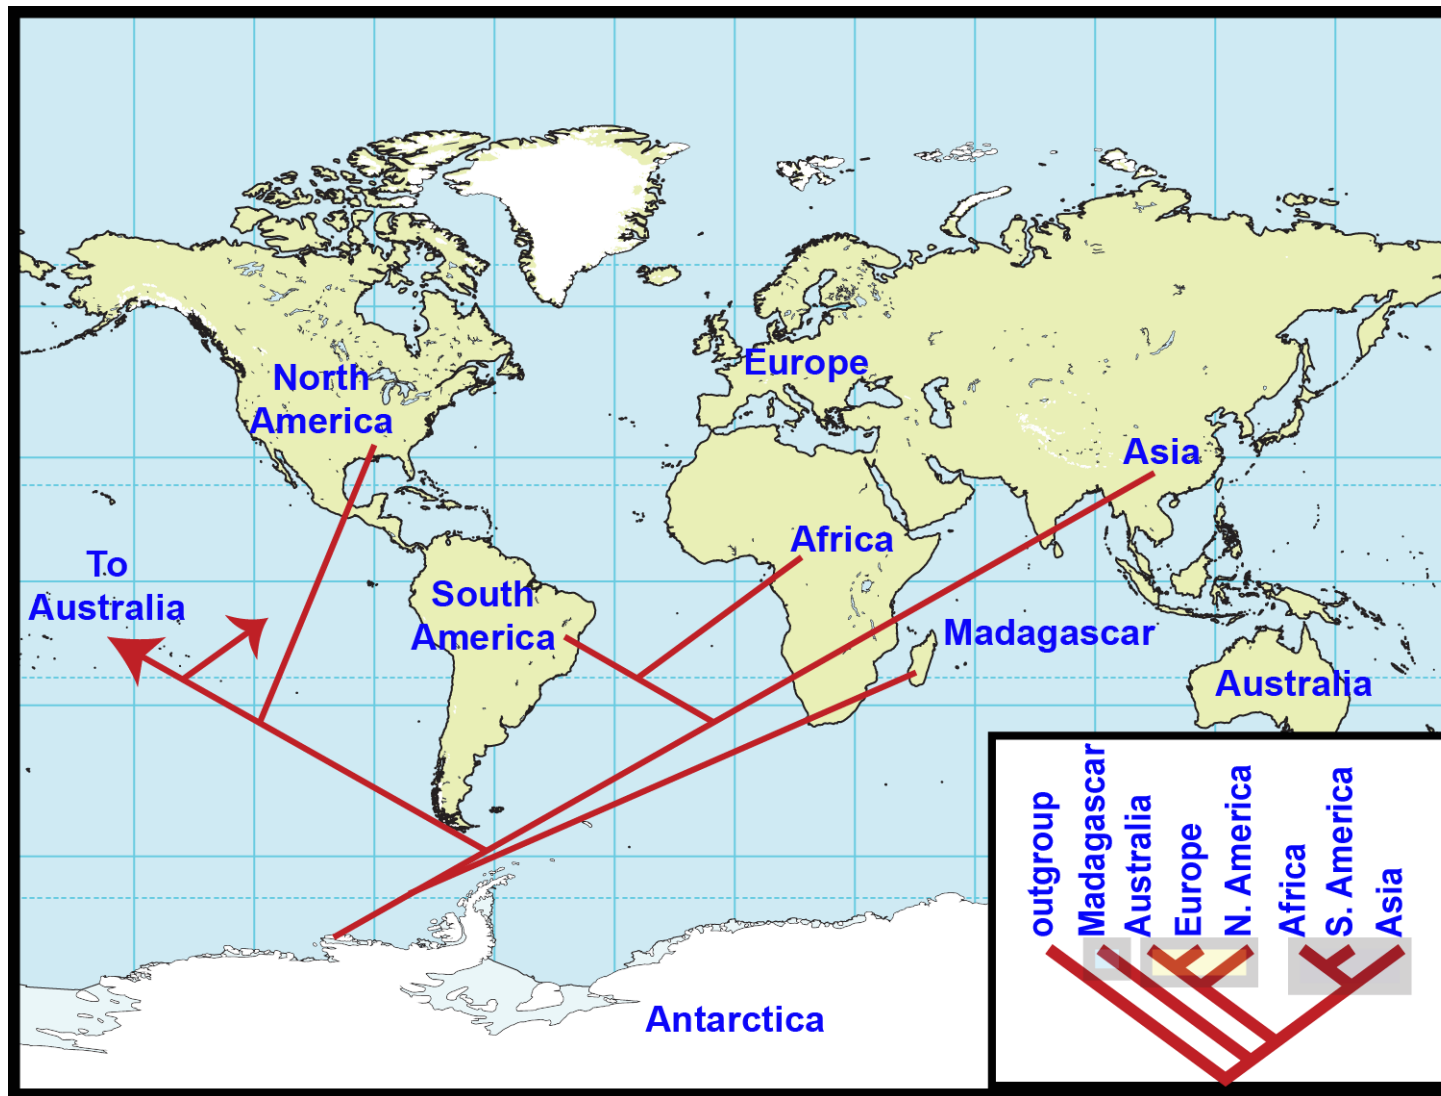 North
America
Europe
Asia
Africa
To
Australia
South
America
Madagascar
Australia
Antarctica
outgroup
Madagascar
Australia
Europe
N. America
Africa
S. America
Asia